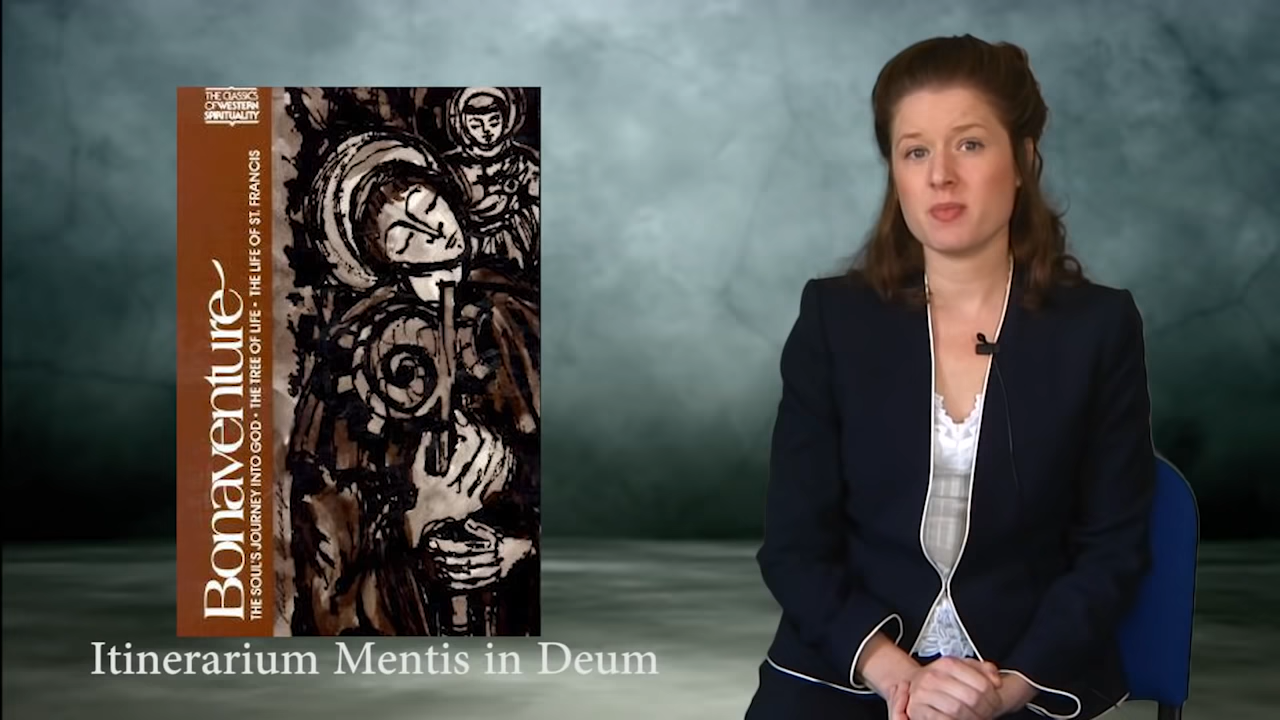 THE CLASSICS
OF WESTERN
SPIRITUALITY
Bonaventure
THE SOUL'S JOURNEY INTO GOD • THE TREE OF LIFE • THE LIFE OF ST. FRANCIS
Itinerarium Mentis in Deum